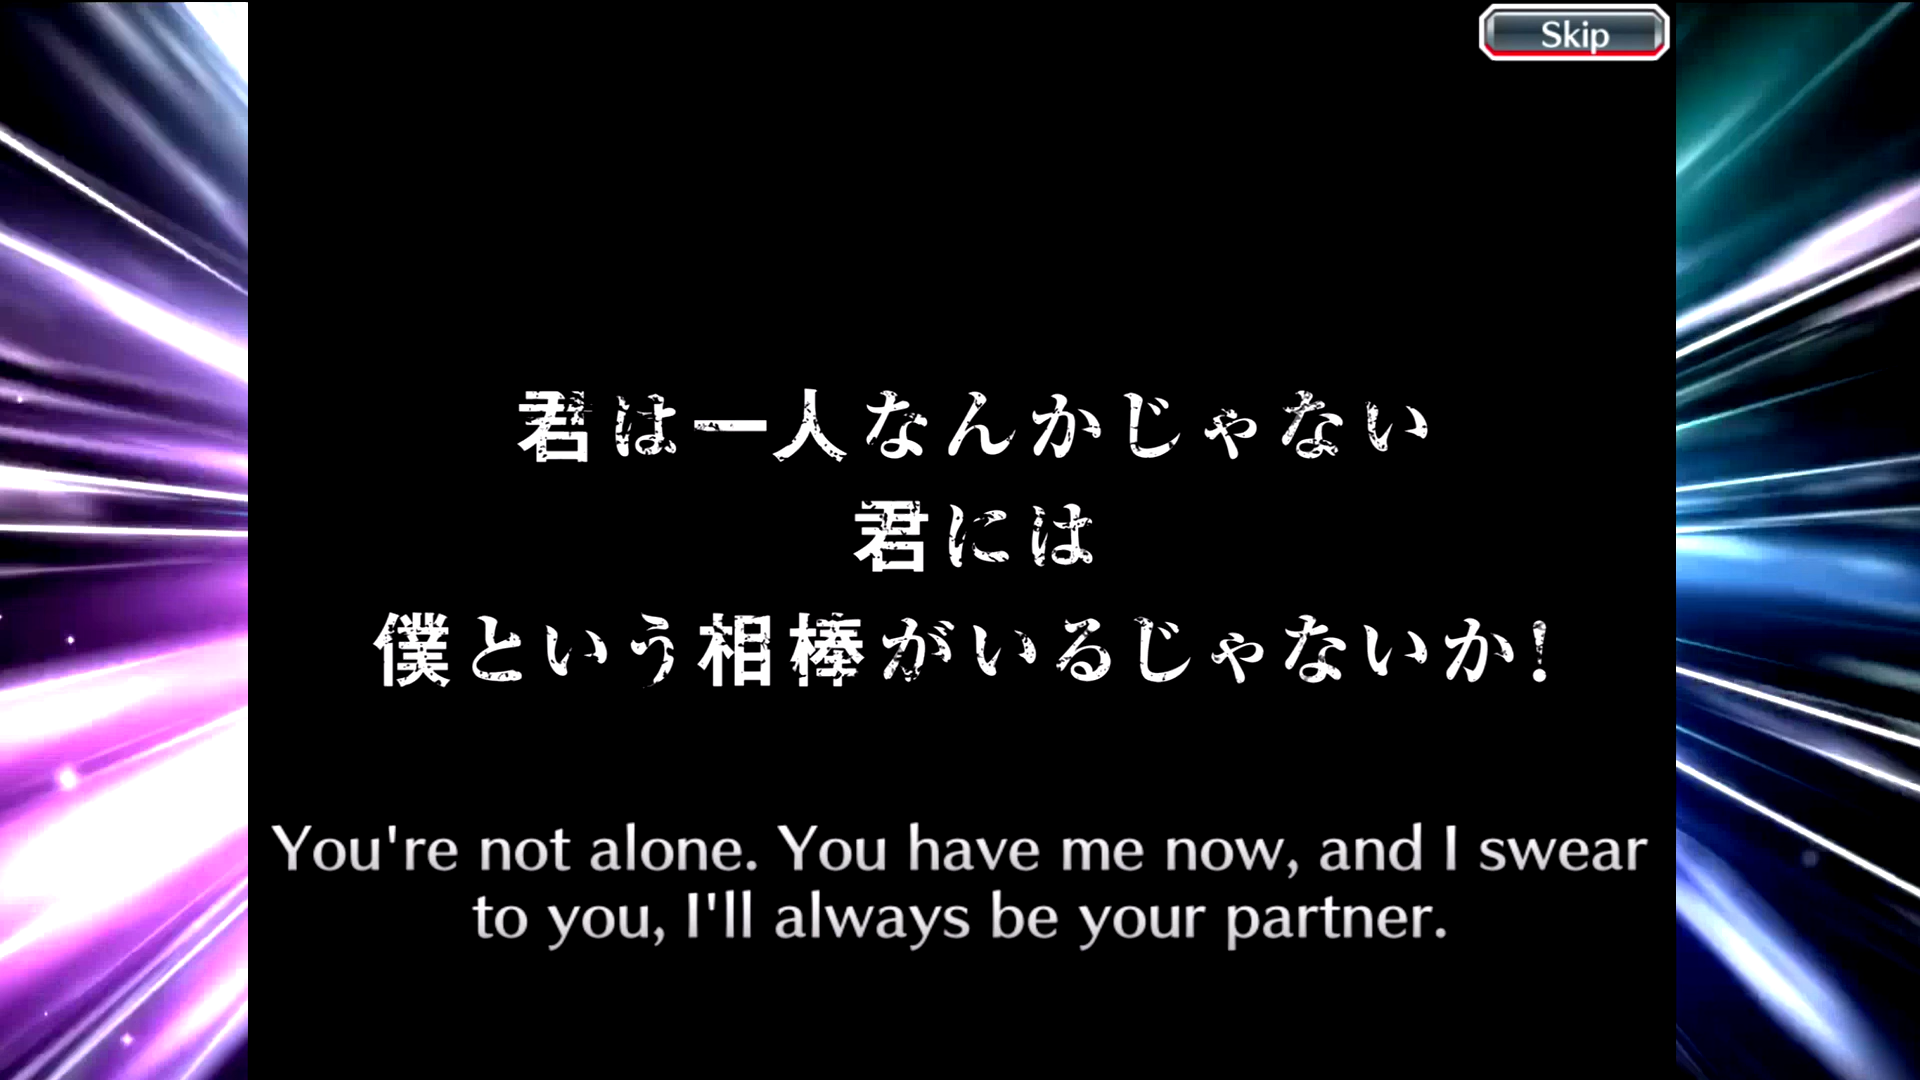 Skip
君は一人なんかじゃない
君には
僕という相棒がいるじゃないか!
You're not alone. You have me now, and I swear
to you, I'll always be your partner.